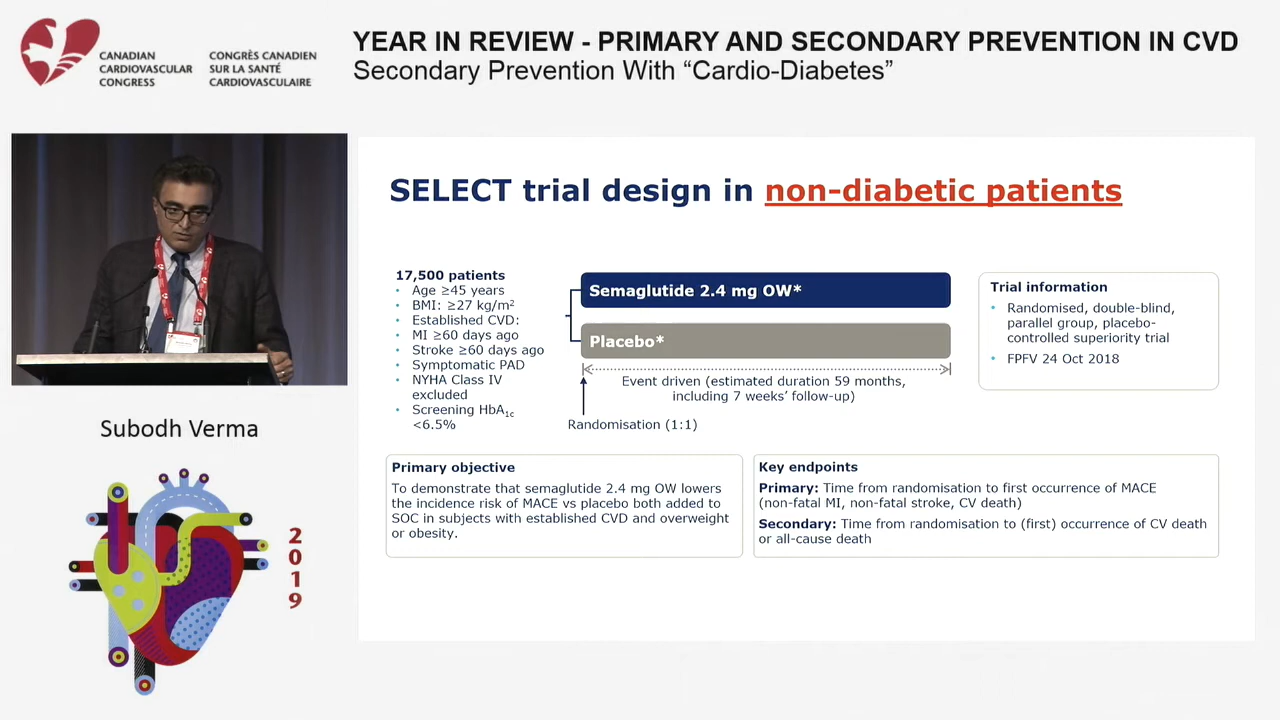 CANADIAN
CARDIOVASCULAR
CONGRESS
CONGRÈS CANADIEN
SUR LA SANTÉ
CARDIOVASCULAIRE
YEAR IN REVIEW - PRIMARY AND SECONDARY PREVENTION IN CVD
Secondary Prevention With “Cardio-Diabetes”
Subodh Verma
2019
SELECT trial design in non-diabetic patients
17,500 patients
• Age ≥45 years
• BMI: ≥27 kg/m²
• Established CVD:
• MI ≥60 days ago
• Stroke ≥60 days ago
• Symptomatic PAD
• NYHA Class IV
excluded
• Screening HbA1c
<6.5%
Semaglutide 2.4 mg OW*
Placebo*
Event driven (estimated duration 59 months,
including 7 weeks’ follow-up)
Randomisation (1:1)
Trial information
• Randomised, double-blind,
parallel group, placebo-
controlled superiority trial
• FPFV 24 Oct 2018
Primary objective
To demonstrate that semaglutide 2.4 mg OW lowers
the incidence risk of MACE vs placebo both added to
SOC in subjects with established CVD and overweight
or obesity.
Key endpoints
Primary: Time from randomisation to first occurrence of MACE
(non-fatal MI, non-fatal stroke, CV death)
Secondary: Time from randomisation to (first) occurrence of CV death
or all-cause death